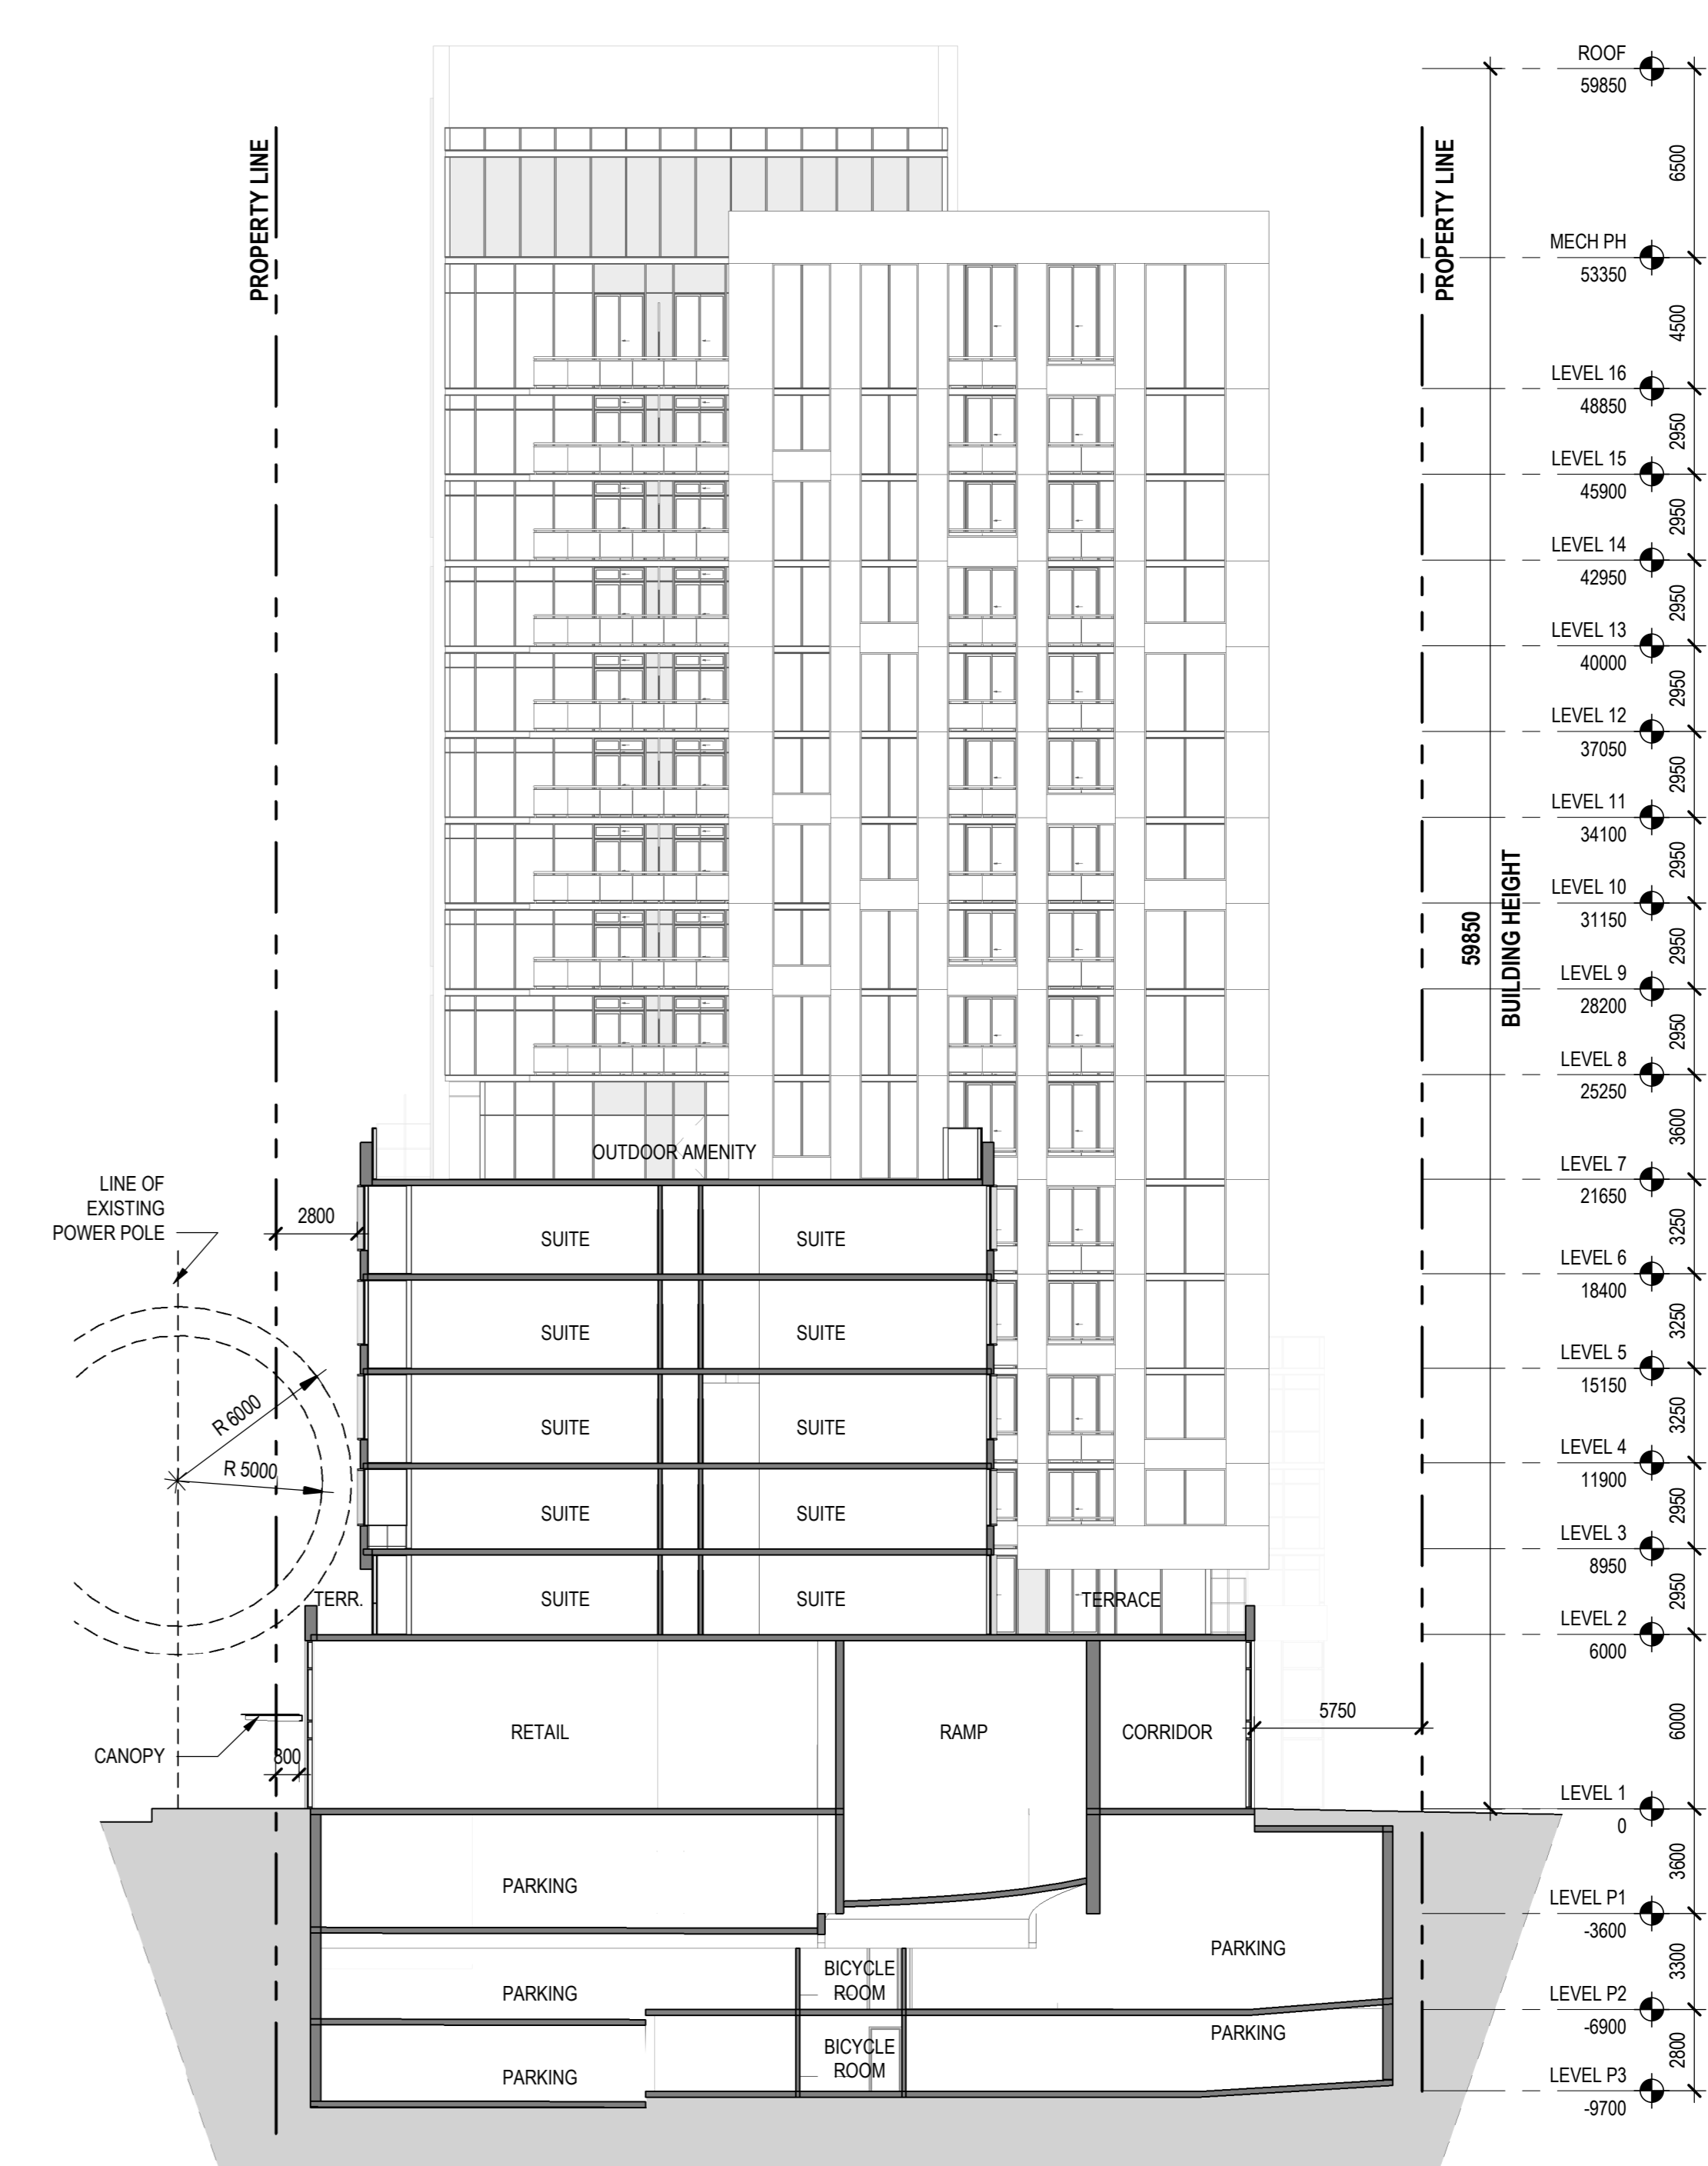 ROOF
59850
6500
PROPERTY LINE
PROPERTY LINE
MECH PH
53350
4500
LEVEL 16
48850
2950
LEVEL 15
45900
2950
LEVEL 14
42950
2950
LEVEL 13
40000
2950
LEVEL 12
37050
2950
LEVEL 11
34100
2950
LEVEL 10
31150
59850
BUILDING HEIGHT
2950
LEVEL 9
28200
2950
LEVEL 8
25250
3600
OUTDOOR AMENITY
LEVEL 7
21650
LINE OF
EXISTING
POWER POLE
2800
SUITE
SUITE
3250
LEVEL 6
18400
SUITE
SUITE
3250
LEVEL 5
15150
R 6000
R 5000
SUITE
SUITE
3250
LEVEL 4
11900
SUITE
SUITE
2950
LEVEL 3
8950
TERR.
SUITE
SUITE
TERRACE
2950
LEVEL 2
6000
RETAIL
RAMP
CORRIDOR
5750
6000
CANOPY
800
LEVEL 1
0
3600
PARKING
LEVEL P1
-3600
PARKING
3300
PARKING
BICYCLE
ROOM
LEVEL P2
-6900
PARKING
2800
PARKING
BICYCLE
ROOM
LEVEL P3
-9700